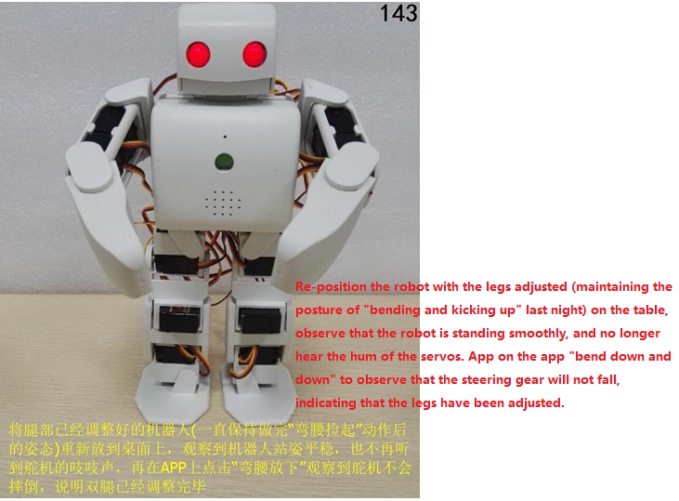 143
Re-position the robot with the legs adjusted (maintaining the
posture of "bending and kicking up" last night) on the table,
observe that the robot is standing smoothly, and no longer
hear the hum of the servos. App on the app "bend down and
down" to observe that the steering gear will not fall,
indicating that the legs have been adjusted.
将腿部已经调整好的机器人(一直保持做完“弯腰捡起”动作后
的姿态)重新放到桌面上，观察到机器人站姿平稳，也不再听
到舵机的吱吱声，再在APP上点击“弯腰放下”观察到舵机不会
摔倒，说明双腿已经调整完毕